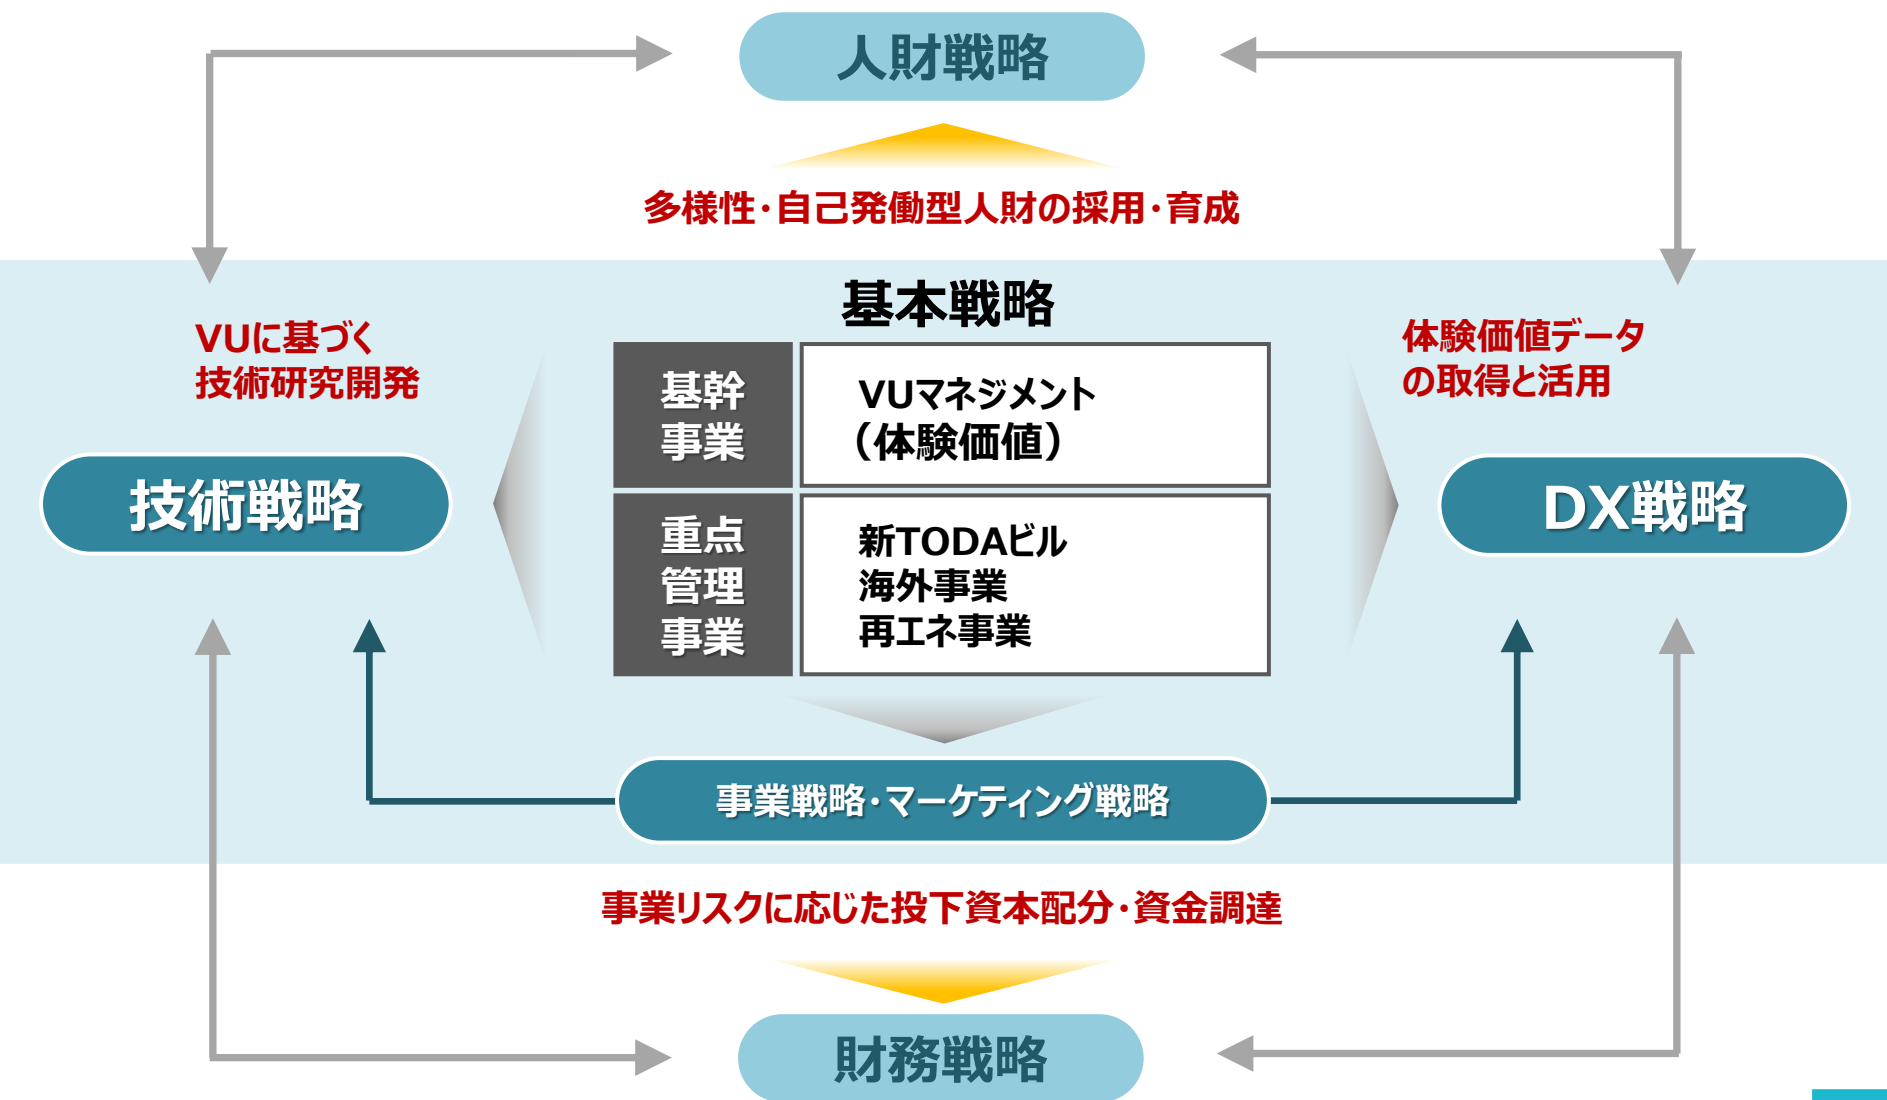 人財戦略
多様性・自己発働型人財の採用・育成
基本戦略
VUに基づく
技術研究開発
体験価値データ
の取得と活用
基幹
事業
VUマネジメント
（体験価値）
技術戦略
DX戦略
重点
管理
事業
新TODAビル
海外事業
再エネ事業
事業戦略・マーケティング戦略
事業リスクに応じた投下資本配分・資金調達
財務戦略